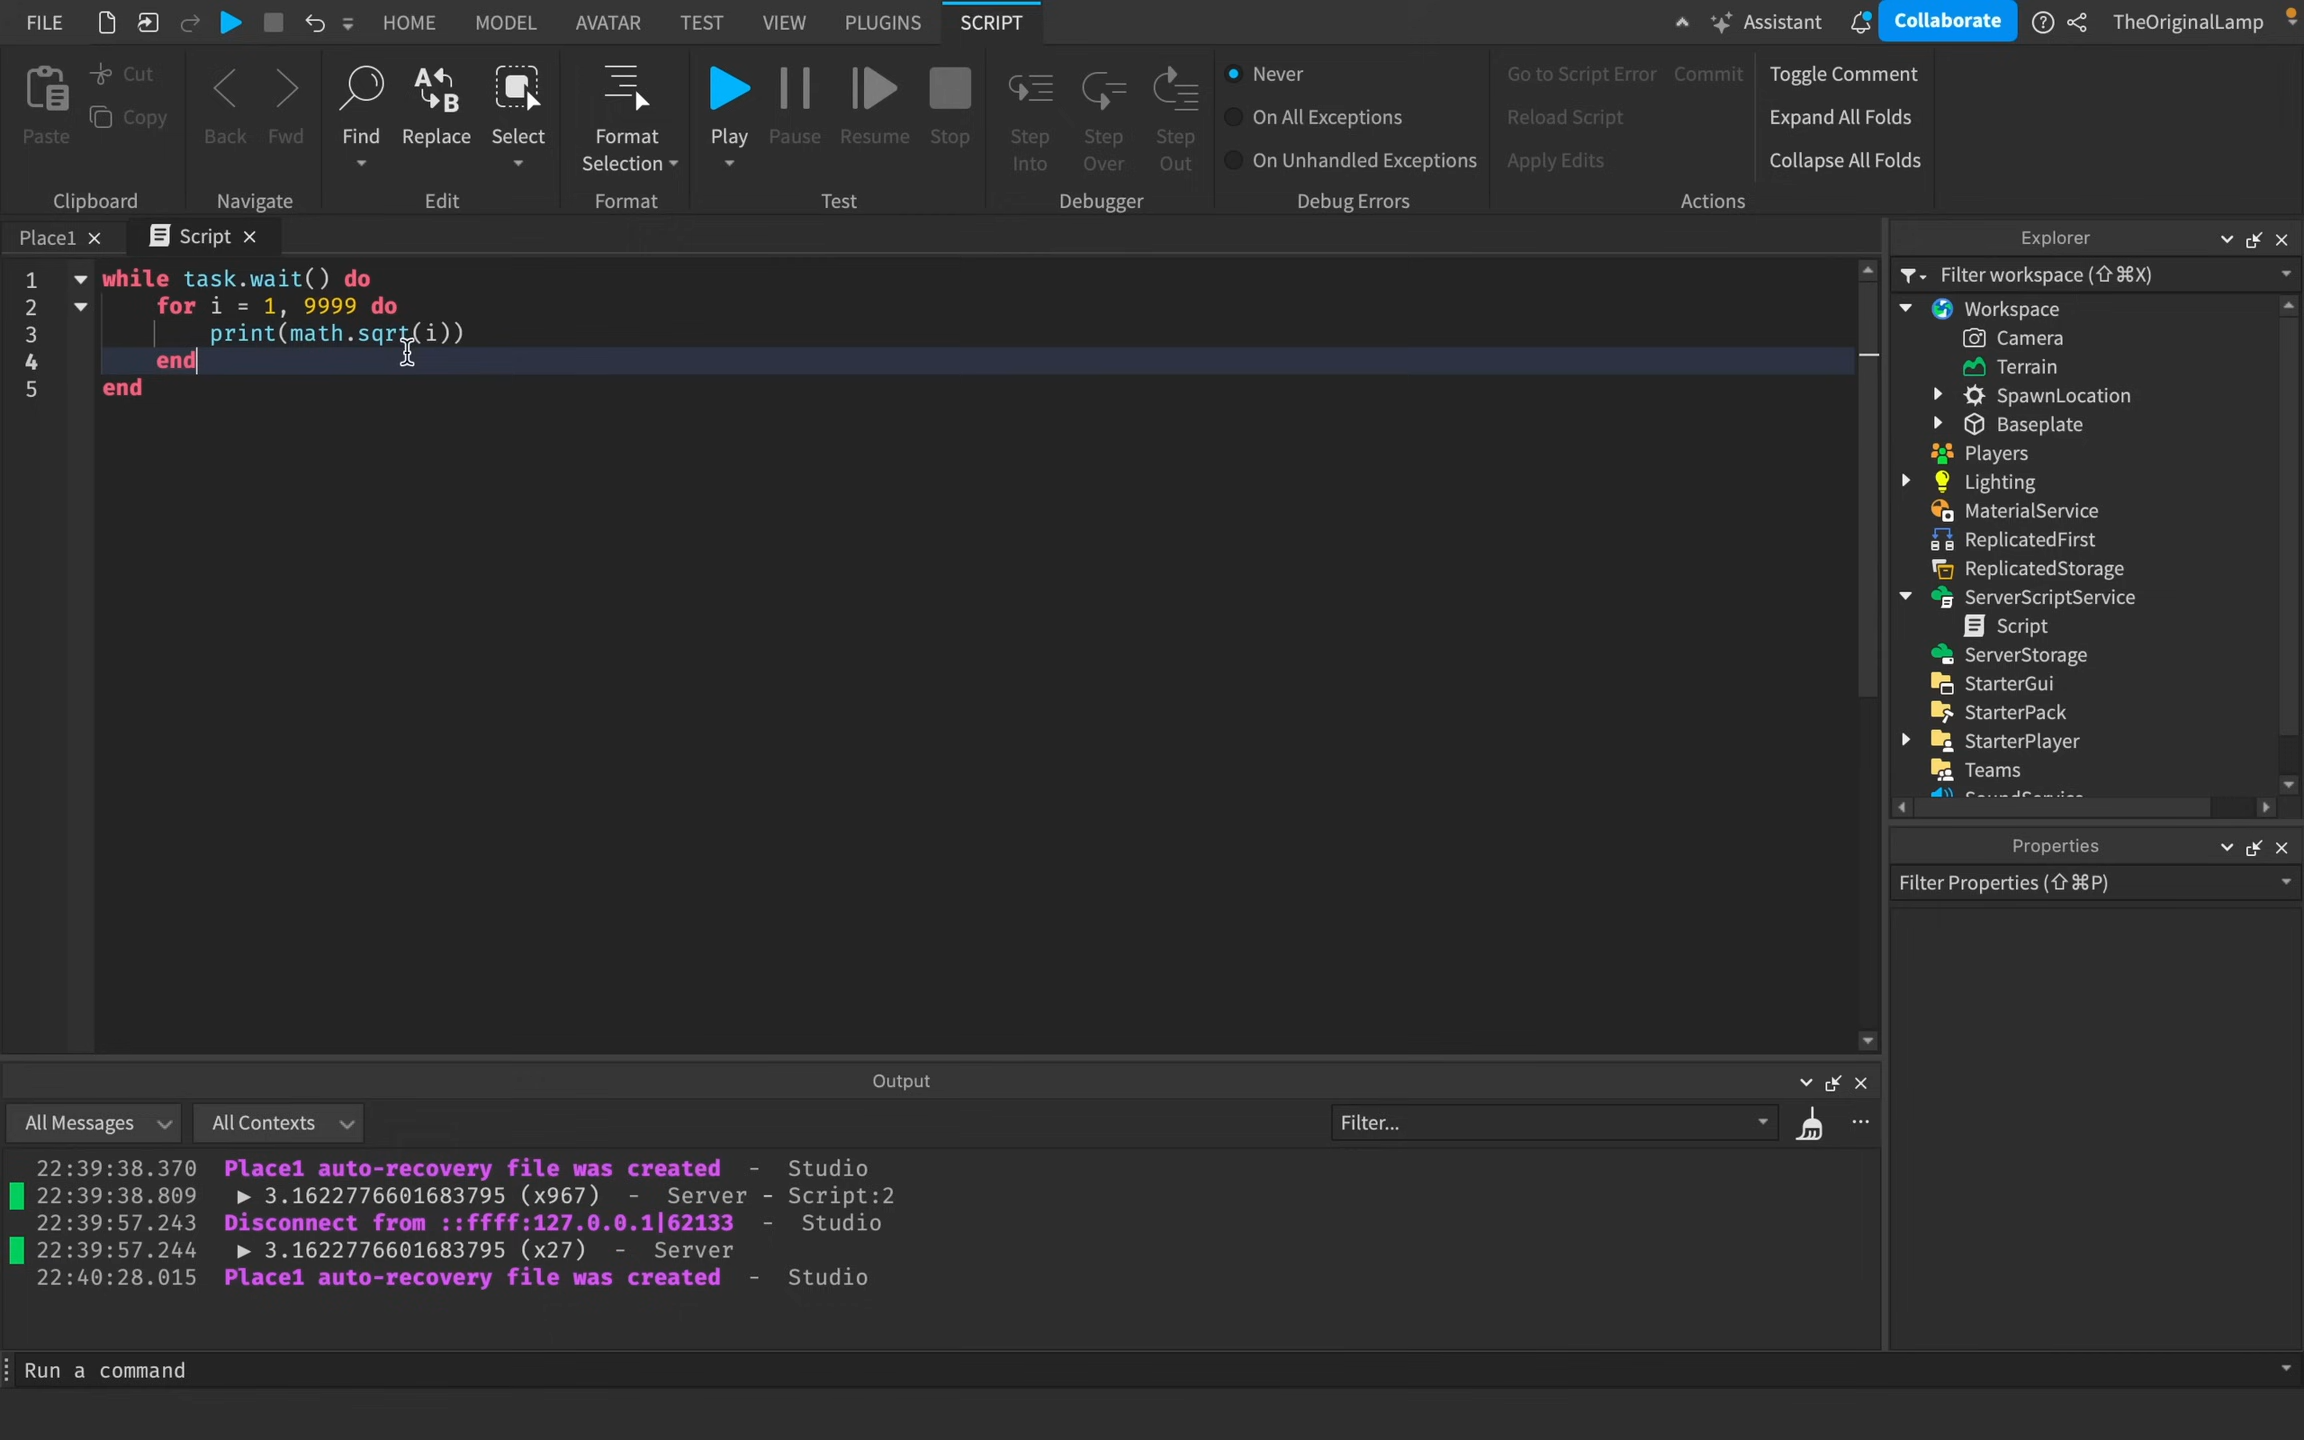 FILE HOME MODEL AVATAR TEST VIEW PLUGINS SCRIPT Assistant Collaborate TheOriginalLamp
Paste Cut Copy
Clipboard
Back Fwd
Navigate
Find Replace Select
Edit
Format Selection
Format
Play Pause Resume Stop
Test
Step Into Step Over Step Out
Debugger
Never
On All Exceptions
On Unhandled Exceptions
Debug Errors
Go to Script Error Commit
Reload Script
Apply Edits
Toggle Comment
Expand All Folds
Collapse All Folds
Actions
Place1 Script
1 while task.wait() do
2 for i = 1, 9999 do
3 print(math.sqrt(i))
4 end
5 end
Output
All Messages All Contexts Filter...
22:39:38.370 Place1 auto-recovery file was created - Studio
22:39:38.809 ▶ 3.1622776601683795 (x967) - Server - Script:2
22:39:57.243 Disconnect from ::ffff:127.0.0.1|62133 - Studio
22:39:57.244 ▶ 3.1622776601683795 (x27) - Server
22:40:28.015 Place1 auto-recovery file was created - Studio
Run a command
Explorer
Filter workspace (⇧⌘X)
Workspace
Camera
Terrain
SpawnLocation
Baseplate
Players
Lighting
MaterialService
ReplicatedFirst
ReplicatedStorage
ServerScriptService
Script
ServerStorage
StarterGui
StarterPack
StarterPlayer
Teams
SoundService
Properties
Filter Properties (⇧⌘P)